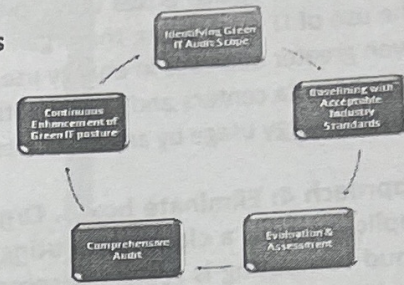 s
Identifying Green
IT Audit Scope
Baselining with
Acceptable
Industry
Standards
Evaluation &
Assessment
Comprehensive
Audit
Continuous
Enhancement of
Green IT posture